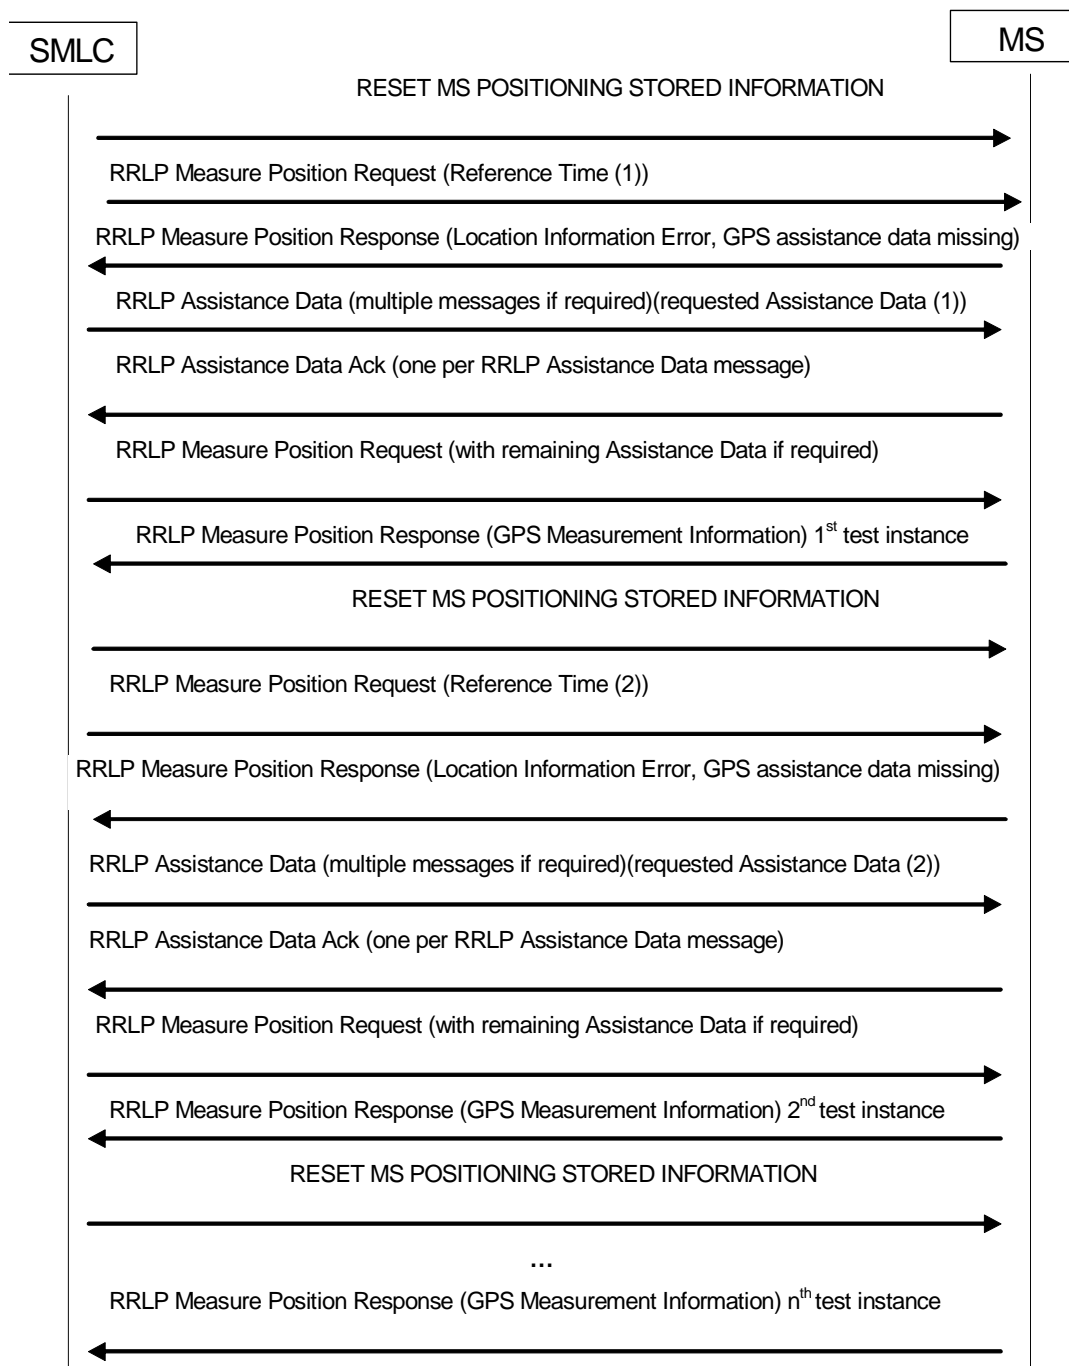 SMLC
MS
RESET MS POSITIONING STORED INFORMATION
RRLP Measure Position Request (Reference Time (1))
RRLP Measure Position Response (Location Information Error, GPS assistance data missing)
RRLP Assistance Data (multiple messages if required)(requested Assistance Data (1))
RRLP Assistance Data Ack (one per RRLP Assistance Data message)
RRLP Measure Position Request (with remaining Assistance Data if required)
RRLP Measure Position Response (GPS Measurement Information) 1st test instance
RESET MS POSITIONING STORED INFORMATION
RRLP Measure Position Request (Reference Time (2))
RRLP Measure Position Response (Location Information Error, GPS assistance data missing)
RRLP Assistance Data (multiple messages if required)(requested Assistance Data (2))
RRLP Assistance Data Ack (one per RRLP Assistance Data message)
RRLP Measure Position Request (with remaining Assistance Data if required)
RRLP Measure Position Response (GPS Measurement Information) 2nd test instance
RESET MS POSITIONING STORED INFORMATION
...
RRLP Measure Position Response (GPS Measurement Information) nth test instance